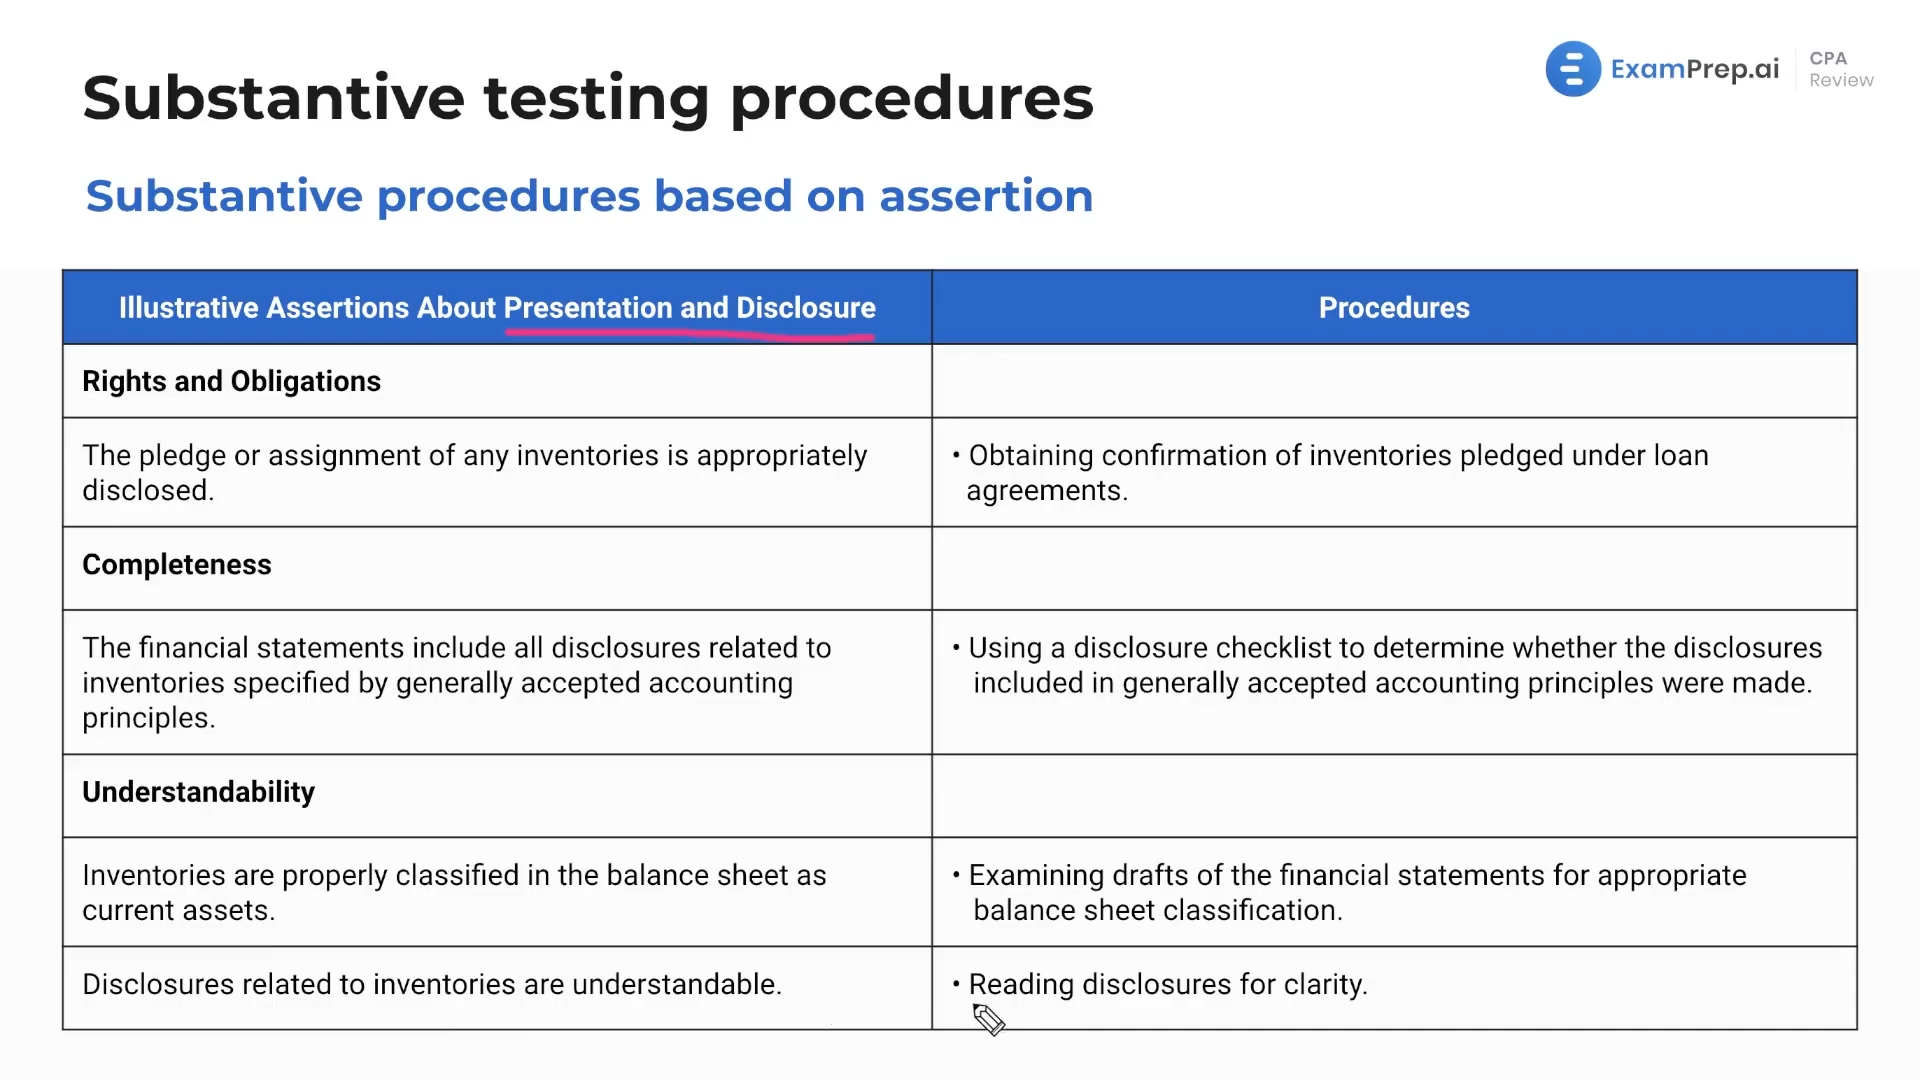 Substantive testing procedures
ExamPrep.ai
CPA
Review
Substantive procedures based on assertion
Illustrative Assertions About Presentation and Disclosure
Procedures
Rights and Obligations
The pledge or assignment of any inventories is appropriately
disclosed.
• Obtaining confirmation of inventories pledged under loan
agreements.
Completeness
The financial statements include all disclosures related to
inventories specified by generally accepted accounting
principles.
• Using a disclosure checklist to determine whether the disclosures
included in generally accepted accounting principles were made.
Understandability
Inventories are properly classified in the balance sheet as
current assets.
• Examining drafts of the financial statements for appropriate
balance sheet classification.
Disclosures related to inventories are understandable.
• Reading disclosures for clarity.